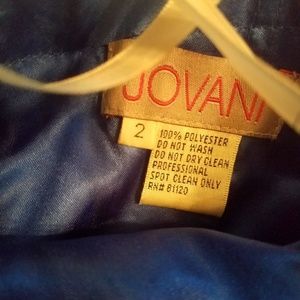 JOVANI
2
100% POLYESTER
DO NOT WASH
DO NOT DRY CLEAN
PROFESSIONAL
SPOT CLEAN ONLY
RN# 81120